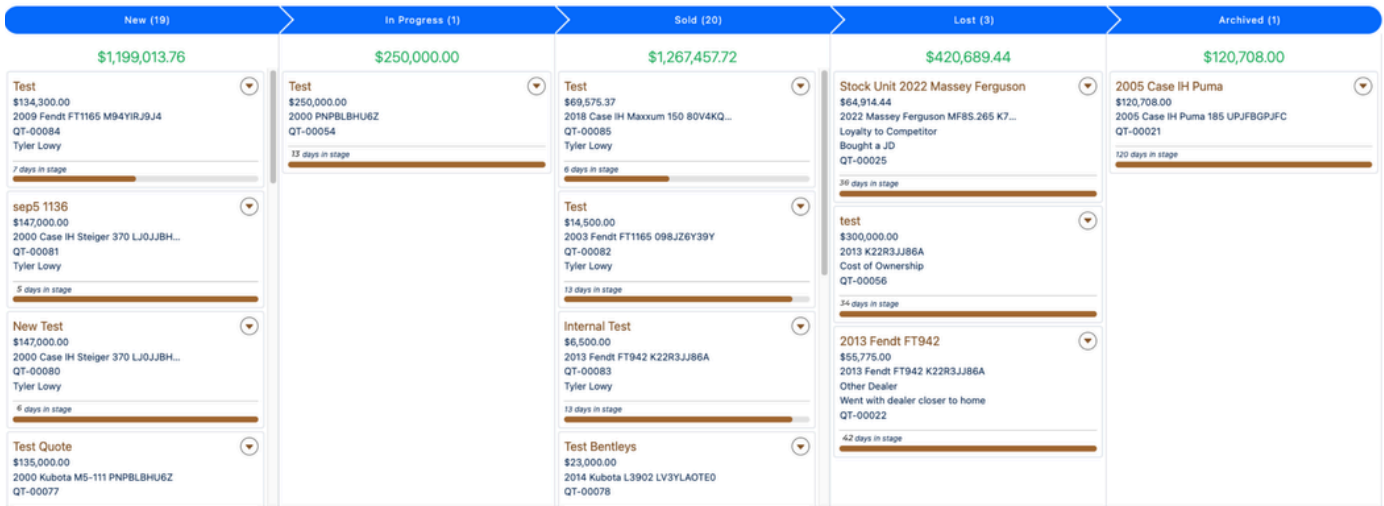 New (19)
In Progress (1)
Sold (20)
Lost (3)
Archived (1)
$1,199,013.76
$250,000.00
$1,267,457.72
$420,689.44
$120,708.00
Test
$134,300.00
2009 Fendt FT1165 M94YIRJ9J4
QT-00084
Tyler Lowy
7 days in stage
sep5 1136
$147,000.00
2000 Case IH Steiger 370 LJ0JJBH...
QT-00081
Tyler Lowy
5 days in stage
New Test
$147,000.00
2000 Case IH Steiger 370 LJ0JJBH...
QT-00080
Tyler Lowy
6 days in stage
Test Quote
$135,000.00
2000 Kubota M5-111 PNPBLBHU6Z
QT-00077
Test
$250,000.00
2000 PNPBLBHU6Z
QT-00054
13 days in stage
Test
$69,575.37
2018 Case IH Maxxum 150 80V4KQ...
QT-00085
Tyler Lowy
6 days in stage
Test
$14,500.00
2003 Fendt FT1165 098JZ6Y39Y
QT-00082
Tyler Lowy
13 days in stage
Internal Test
$6,500.00
2013 Fendt FT942 K22R3JJ86A
QT-00083
Tyler Lowy
13 days in stage
Test Bentleys
$23,000.00
2014 Kubota L3902 LV3YLAOTE0
QT-00078
Stock Unit 2022 Massey Ferguson
$64,914.44
2022 Massey Ferguson MF8S.265 K7...
Loyalty to Competitor
Bought a JD
QT-00025
36 days in stage
test
$300,000.00
2013 K22R3JJ86A
Cost of Ownership
QT-00056
34 days in stage
2013 Fendt FT942
$55,775.00
2013 Fendt FT942 K22R3JJ86A
Other Dealer
Went with dealer closer to home
QT-00022
42 days in stage
2005 Case IH Puma
$120,708.00
2005 Case IH Puma 185 UPJFBGPJFC
QT-00021
120 days in stage